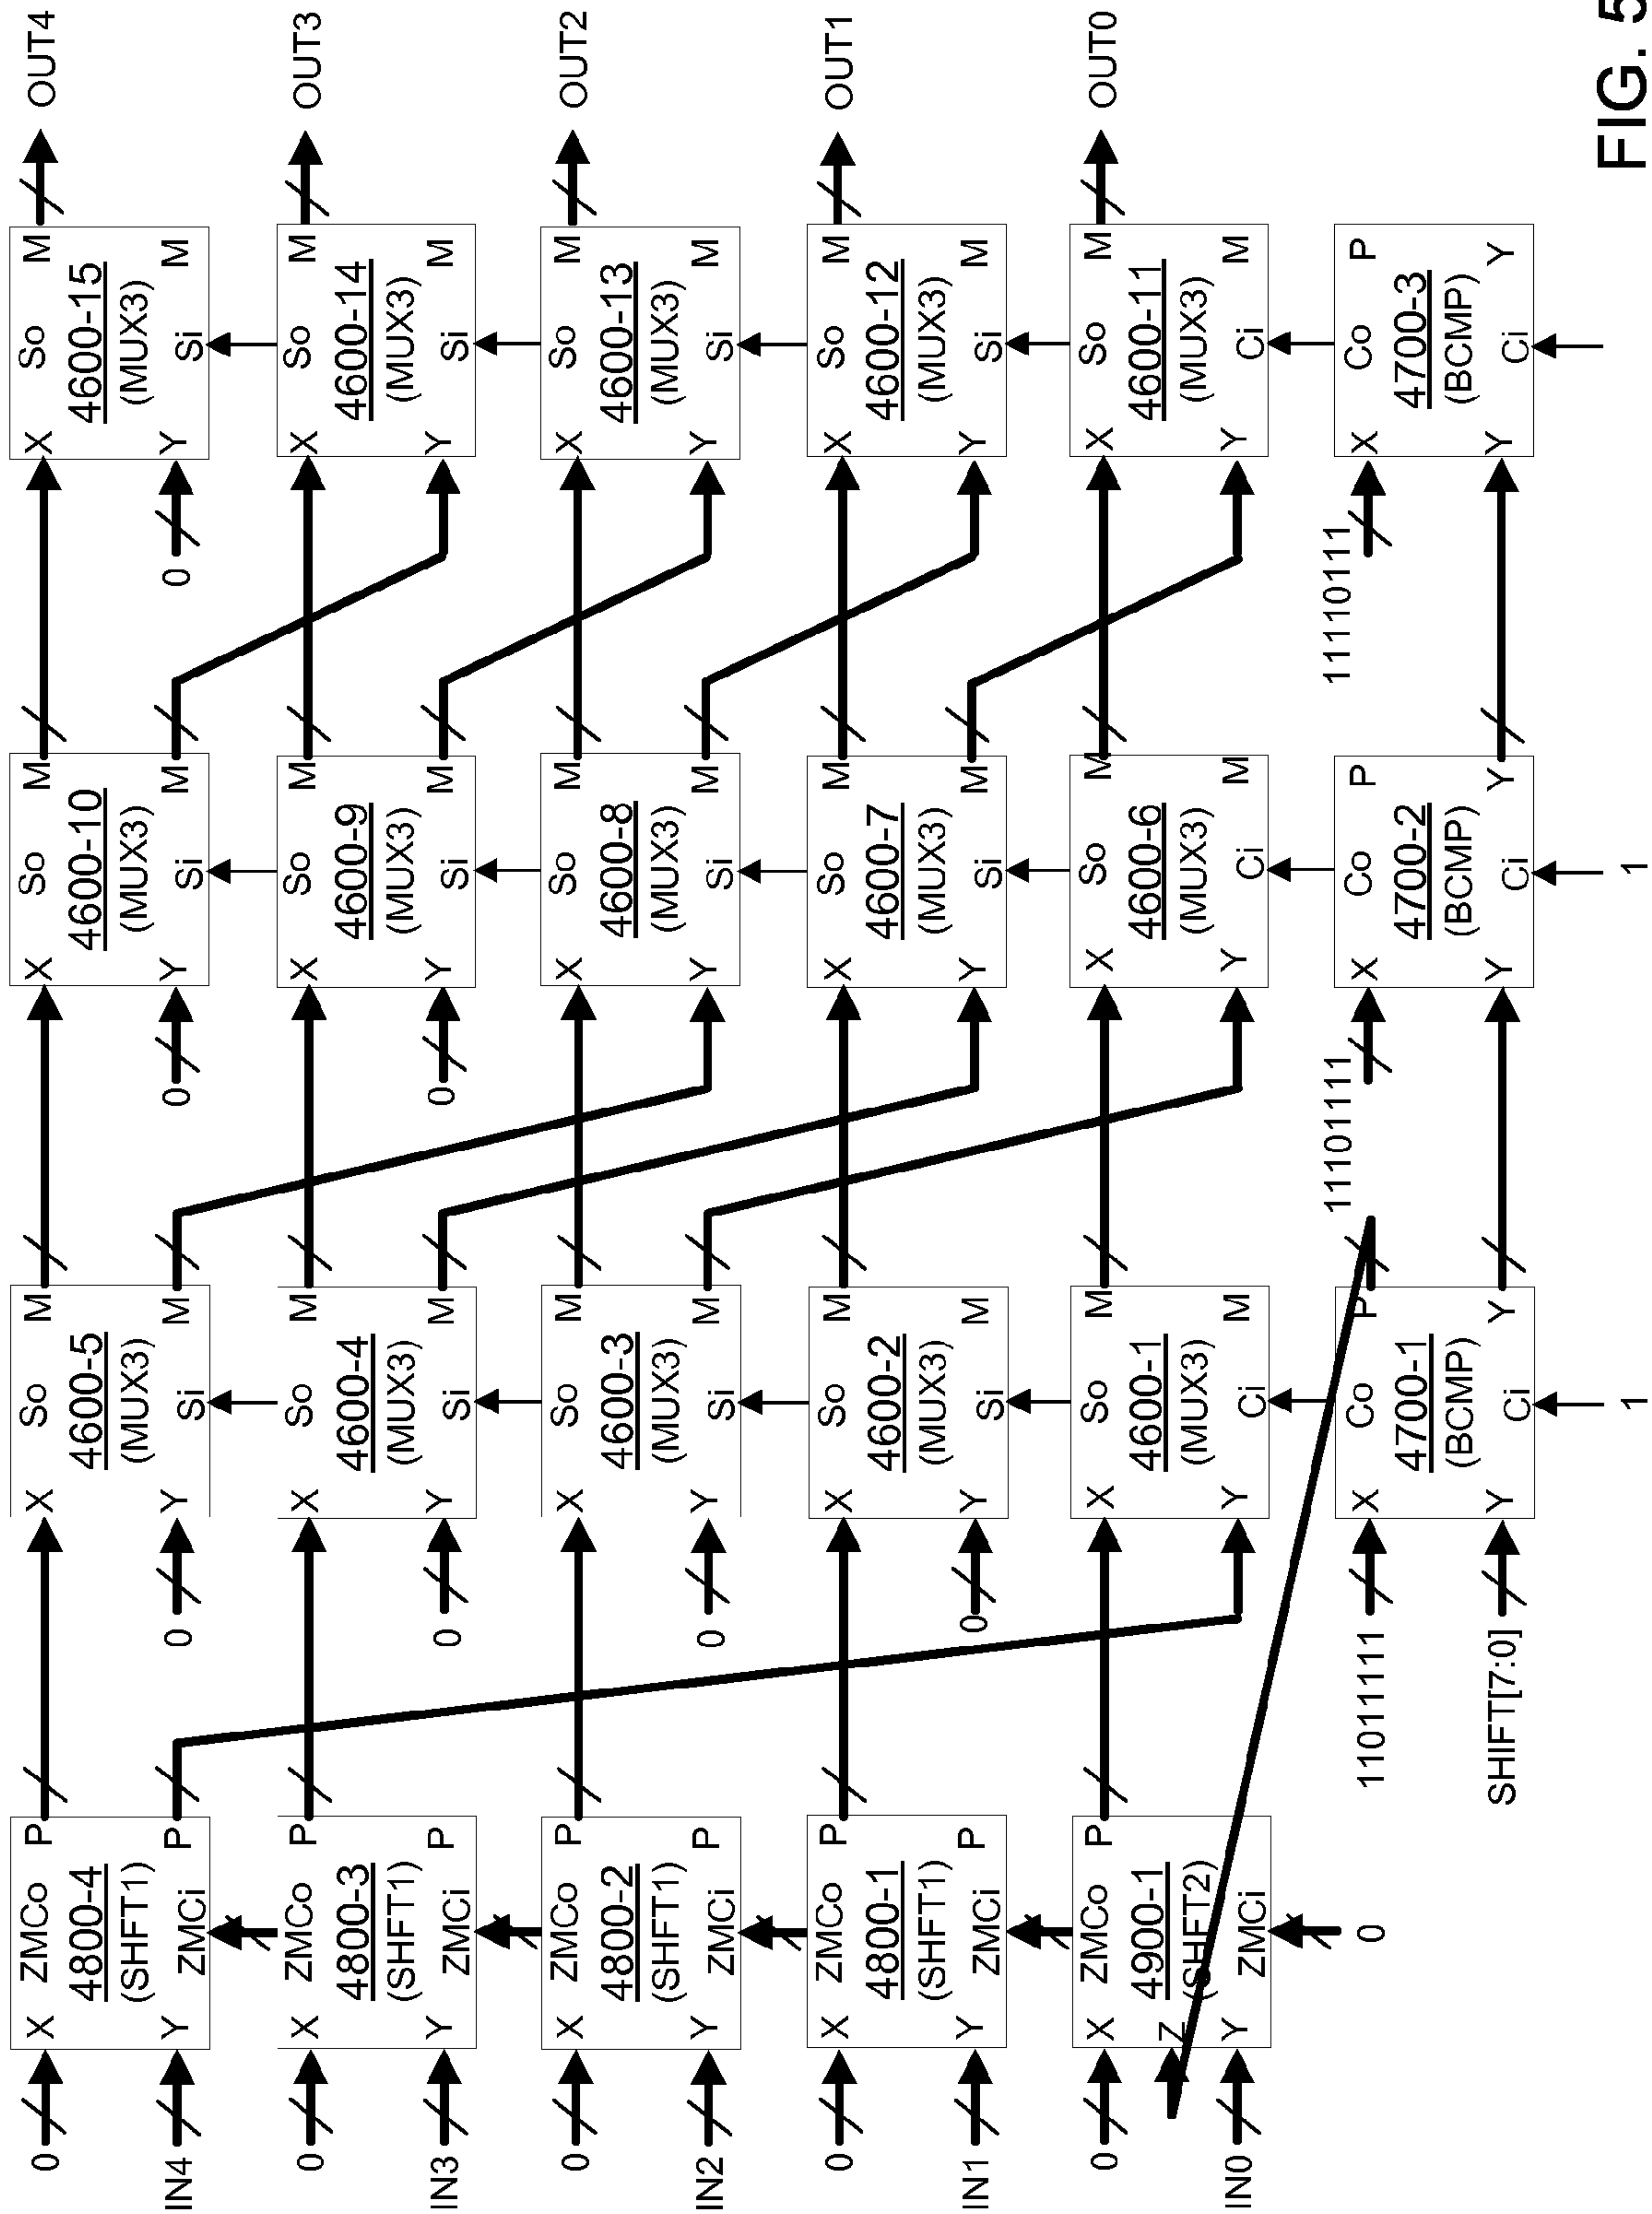 0 X ZMCo P X So M X So M X So M OUT4
4800-4 4600-5 4600-10 4600-15
(SHFT1) (MUX3) (MUX3) (MUX3)
IN4 Y ZMCi P 0 Y Si M 0 Y Si M 0 Y Si M
0 X ZMCo P X So M X So M X So M OUT3
4800-3 4600-4 4600-9 4600-14
(SHFT1) (MUX3) (MUX3) (MUX3)
IN3 Y ZMCi P 0 Y Si M 0 Y Si M Y Si M
0 X ZMCo P X So M X So M X So M OUT2
4800-2 4600-3 4600-8 4600-13
(SHFT1) (MUX3) (MUX3) (MUX3)
IN2 Y ZMCi P 0 Y Si M Y Si M Y Si M
0 X ZMCo P X So M X So M X So M OUT1
4800-1 4600-2 4600-7 4600-12
(SHFT1) (MUX3) (MUX3) (MUX3)
IN1 Y ZMCi P 0 Y Si M Y Si M Y Si M
0 X ZMCo P X So M X So M X So M OUT0
4900-1 4600-1 4600-6 4600-11
Z (SHFT2) (MUX3) (MUX3) (MUX3)
IN0 Y ZMCi Y Ci M Y Ci M Y Ci M
11101111 11110111
0 11011111 X Co P X Co P X Co P
4700-1 4700-2 4700-3
(BCMP) (BCMP) (BCMP)
SHIFT[7:0] Y Ci Y Y Ci Y Y Ci Y
1 1
FIG. 5